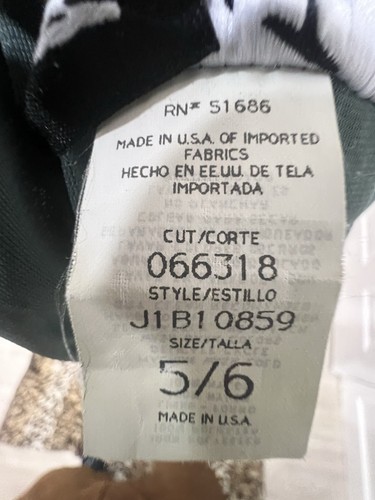 RN# 51686
MADE IN U.S.A. OF IMPORTED
FABRICS
HECHO EN EE.UU. DE TELA
IMPORTADA
CUT/CORTE
066318
STYLE/ESTILLO
J1B10859
SIZE/TALLA
5/6
MADE IN U.S.A.